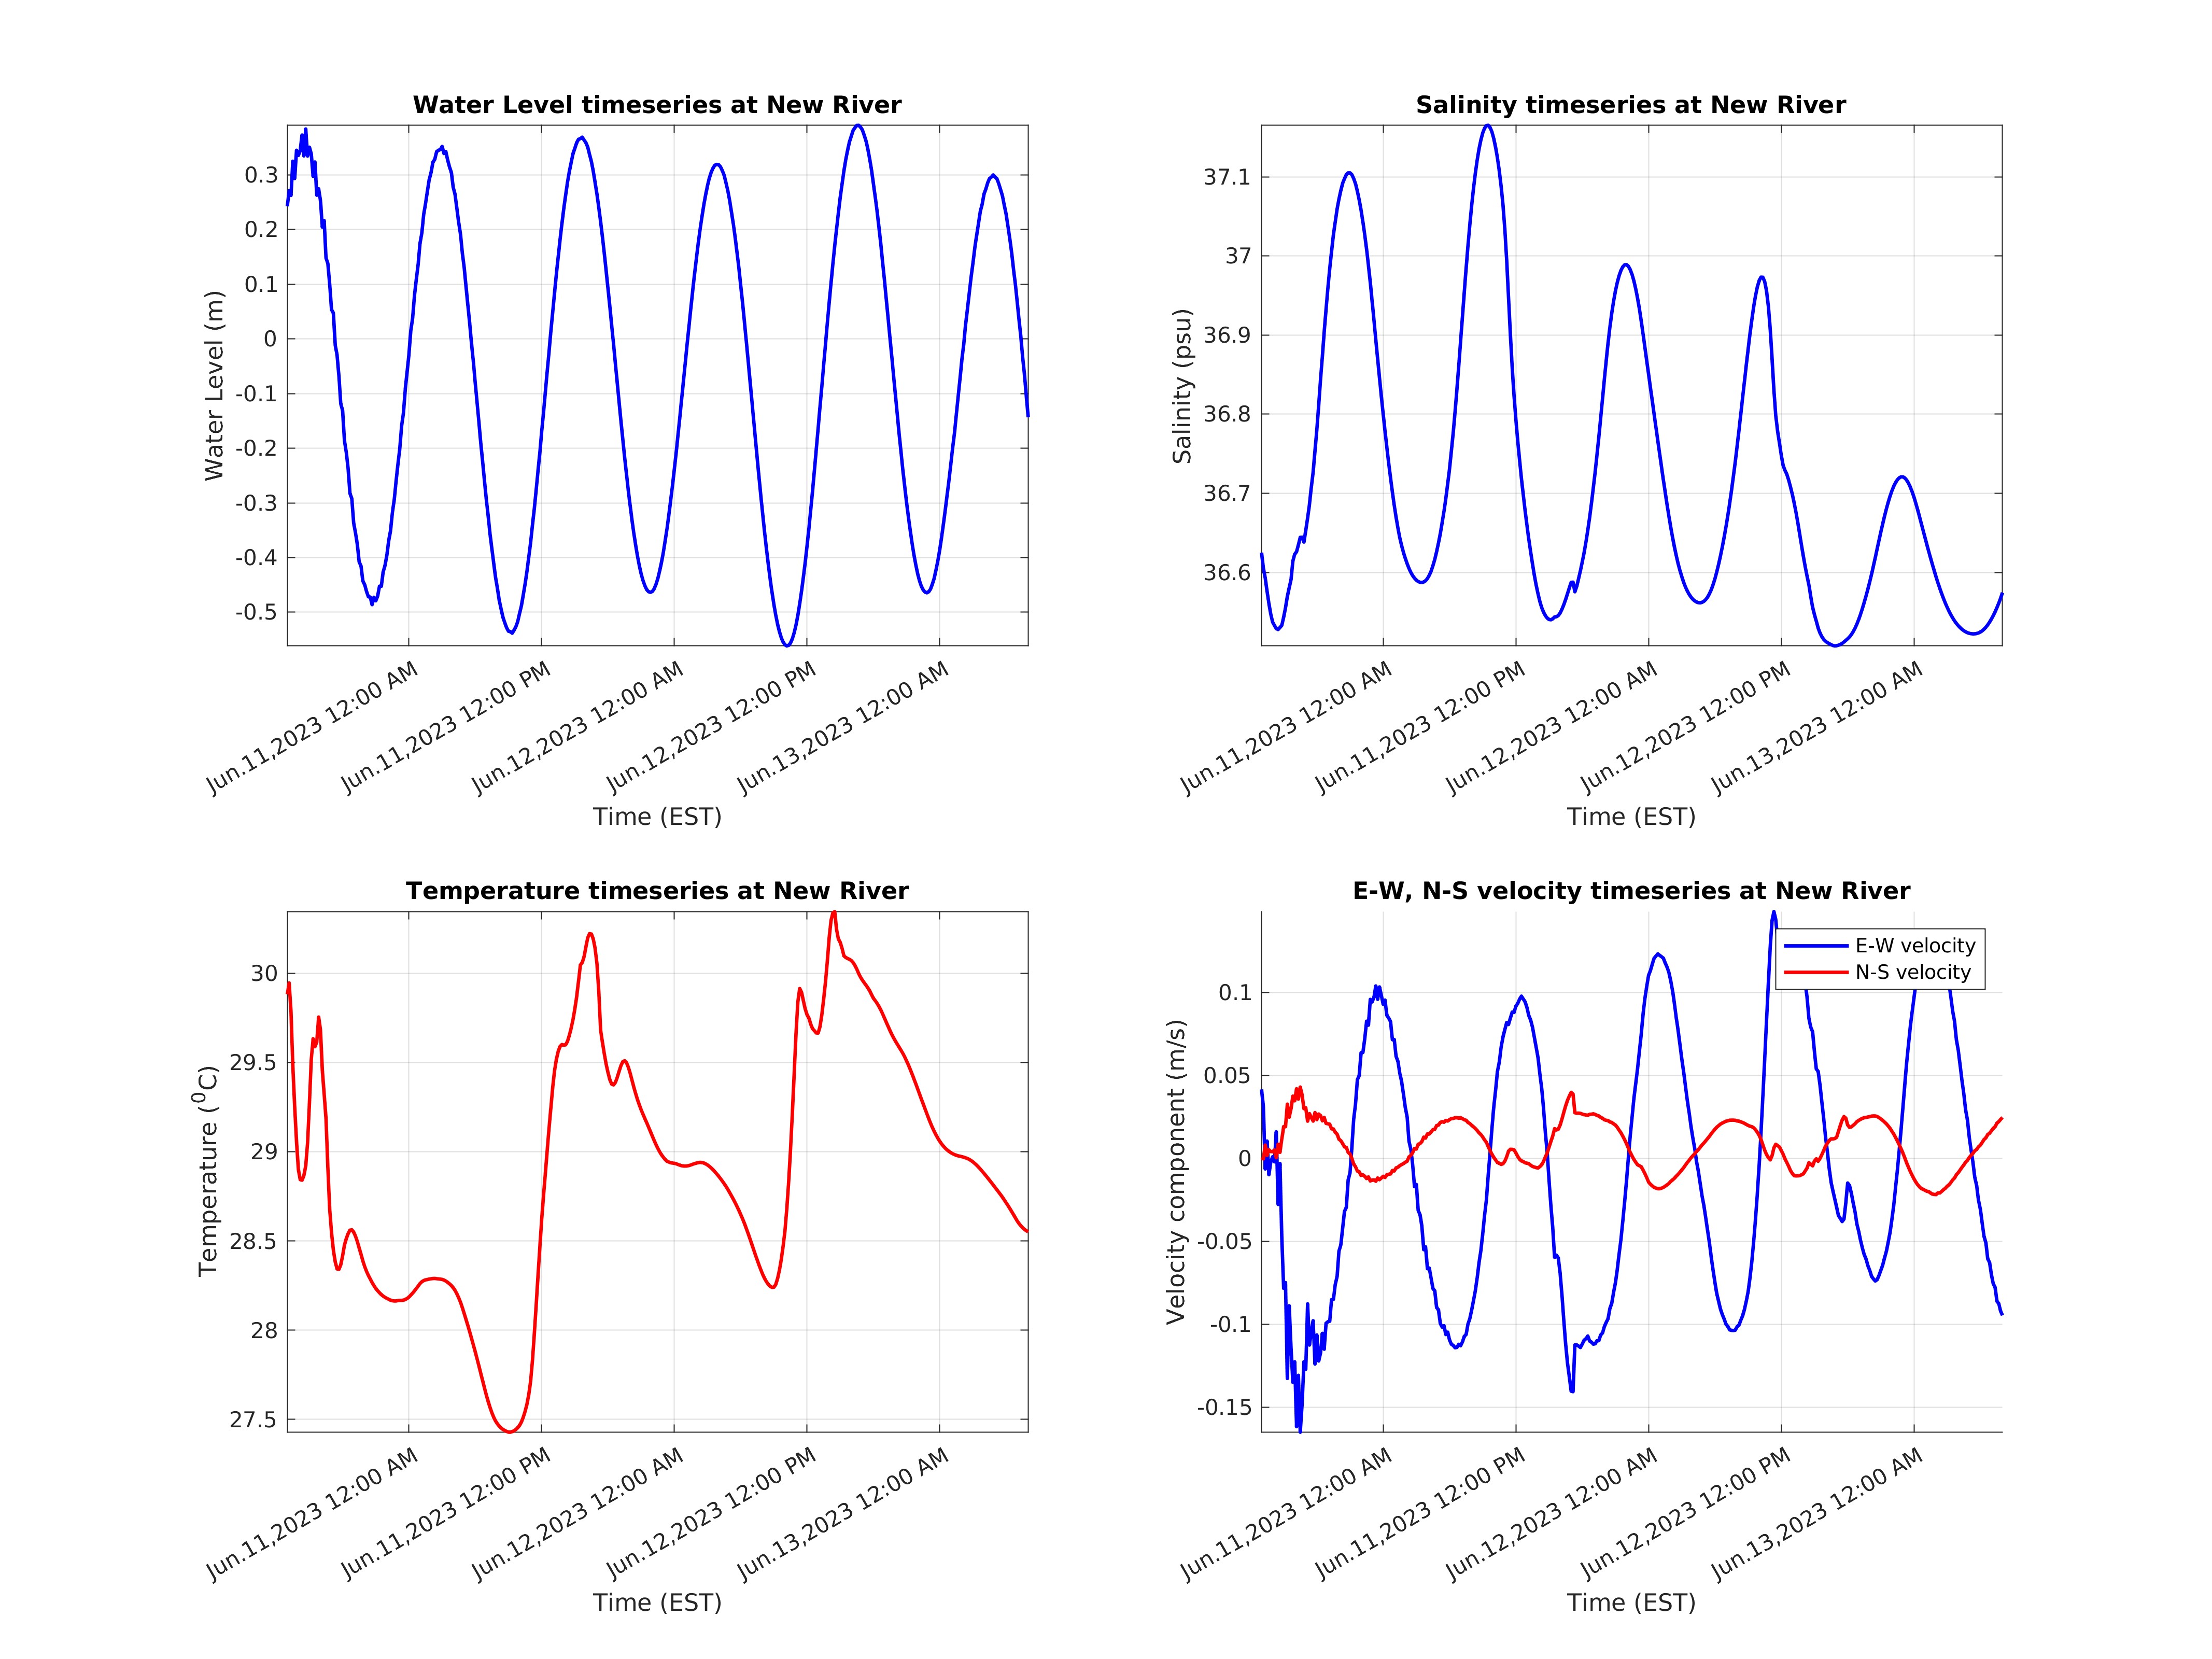 Water Level timeseries at New River
Water Level (m)
0.3
0.2
0.1
0
-0.1
-0.2
-0.3
-0.4
-0.5
Jun.11,2023 12:00 AM
Jun.11,2023 12:00 PM
Jun.12,2023 12:00 AM
Jun.12,2023 12:00 PM
Jun.13,2023 12:00 AM
Time (EST)
Salinity timeseries at New River
Salinity (psu)
37.1
37
36.9
36.8
36.7
36.6
Jun.11,2023 12:00 AM
Jun.11,2023 12:00 PM
Jun.12,2023 12:00 AM
Jun.12,2023 12:00 PM
Jun.13,2023 12:00 AM
Time (EST)
Temperature timeseries at New River
Temperature (⁰C)
30
29.5
29
28.5
28
27.5
Jun.11,2023 12:00 AM
Jun.11,2023 12:00 PM
Jun.12,2023 12:00 AM
Jun.12,2023 12:00 PM
Jun.13,2023 12:00 AM
Time (EST)
E-W, N-S velocity timeseries at New River
Velocity component (m/s)
E-W velocity
N-S velocity
0.1
0.05
0
-0.05
-0.1
-0.15
Jun.11,2023 12:00 AM
Jun.11,2023 12:00 PM
Jun.12,2023 12:00 AM
Jun.12,2023 12:00 PM
Jun.13,2023 12:00 AM
Time (EST)